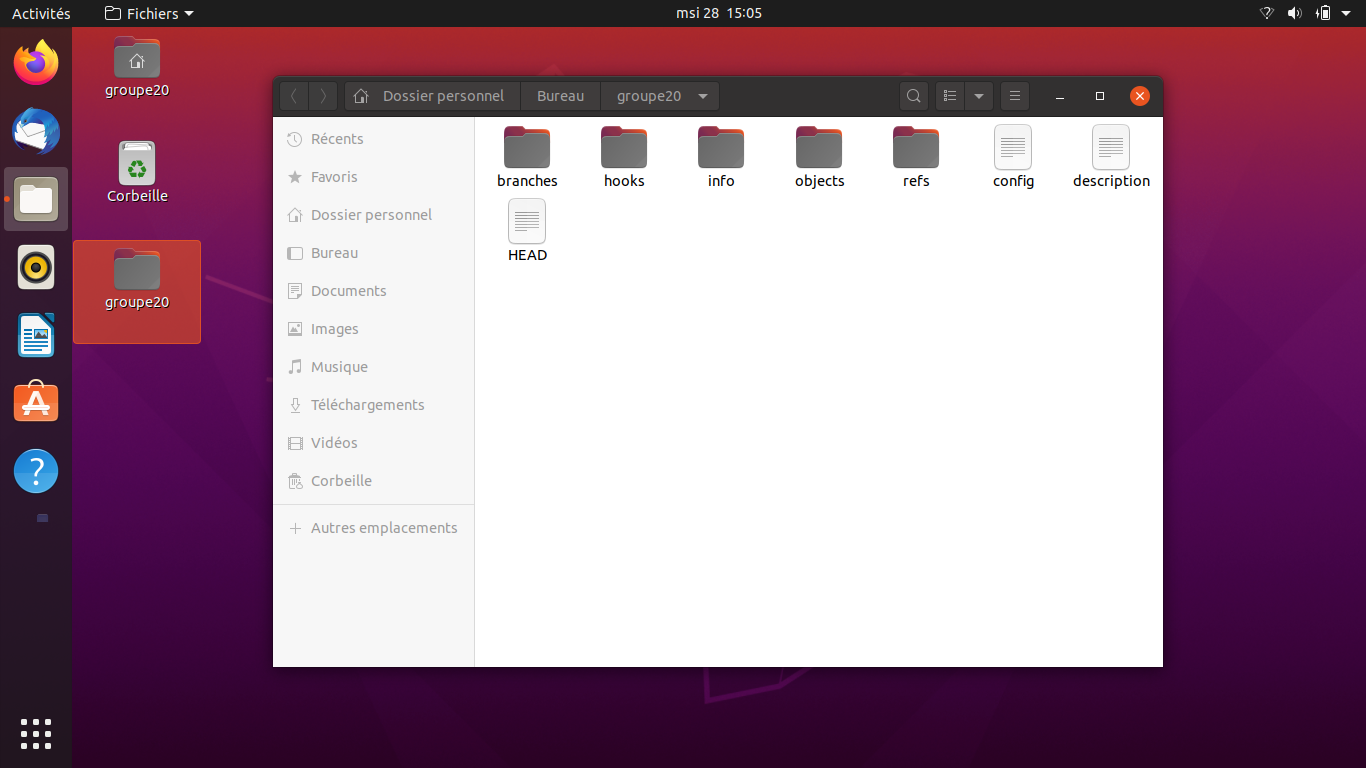 Activités Fichiers msi 28 15:05
groupe20
Corbeille
groupe20
Dossier personnel Bureau groupe20
Récents
Favoris
Dossier personnel
Bureau
Documents
Images
Musique
Téléchargements
Vidéos
Corbeille
Autres emplacements
branches hooks info objects refs config description
HEAD